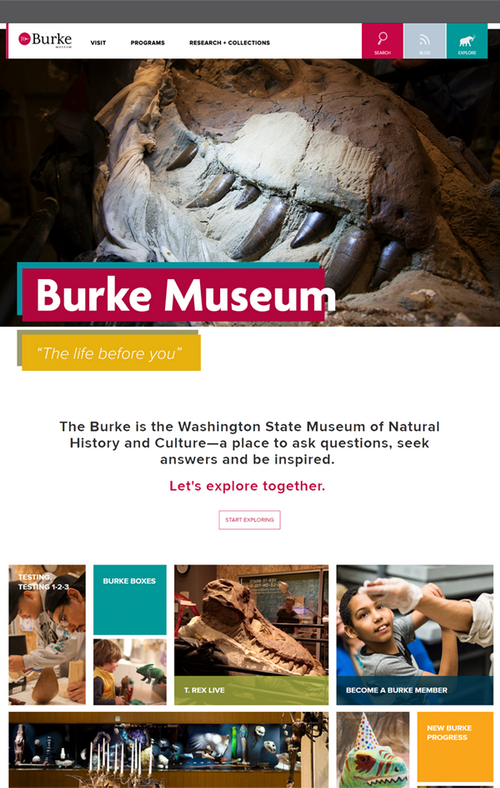 Burke
MUSEUM
VISIT
PROGRAMS
RESEARCH + COLLECTIONS
SEARCH
BLOG
EXPLORE
Burke Museum
“The life before you”
The Burke is the Washington State Museum of Natural
History and Culture—a place to ask questions, seek
answers and be inspired.
Let's explore together.
START EXPLORING
TESTING,
TESTING 1-2-3
BURKE BOXES
T. REX LIVE
BECOME A BURKE MEMBER
NEW BURKE
PROGRESS